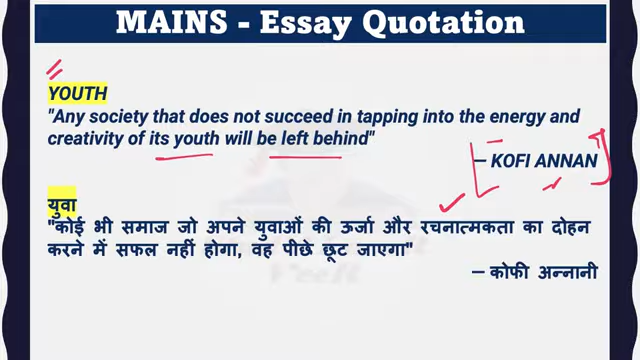 MAINS - Essay Quotation
YOUTH
"Any society that does not succeed in tapping into the energy and
creativity of its youth will be left behind"
– KOFI ANNAN
युवा
"कोई भी समाज जो अपने युवाओं की ऊर्जा और रचनात्मकता का दोहन
करने में सफल नहीं होगा, वह पीछे छूट जाएगा"
– कोफी अन्नानी